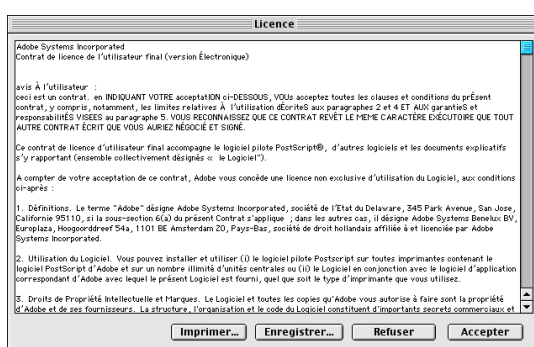 Licence
Adobe Systems Incorporated
Contrat de licence de l'utilisateur final (version Électronique)
avis À l'utilisateur :
ceci est un contrat. en INDIQUANT VOTRE acceptatION ci-DESSOUS, VOUs acceptez toutes les clauses et conditions du prÉsent
contrat, y compris, notamment, les limites relatives À l'utilisation dÉcriteS aux paragraphes 2 et 4 ET AUX garantieS et
responsabilitÉS VISEES au paragraphe 5. VOUS RECONNAISSEZ QUE CE CONTRAT REVÊT LE MEME CARACTÈRE EXÉCUTOIRE QUE TOUT
AUTRE CONTRAT ÉCRIT QUE VOUS AURIEZ NÉGOCIÉ ET SIGNÉ.
Ce contrat de licence d'utilisateur final accompagne le logiciel pilote PostScript®, d'autres logiciels et les documents explicatifs
s'y rapportant (ensemble collectivement désignés « le Logiciel").
A compter de votre acceptation de ce contrat, Adobe vous concède une licence non exclusive d'utilisation du Logiciel, aux conditions
ci-après :
1. Définitions. Le terme "Adobe" désigne Adobe Systems Incorporated, société de l'Etat du Delaware, 345 Park Avenue, San Jose,
Californie 95110, si la sous-section 6(a) du présent Contrat s'applique ; dans les autres cas, il désigne Adobe Systems Benelux BV,
Europlaza, Hoogoorddreef 54a, 1101 BE Amsterdam ZO, Pays-Bas, société de droit hollandais affiliée à et licenciée par Adobe
Systems Incorporated.
2. Utilisation du Logiciel. Vous pouvez installer et utiliser (i) le logiciel pilote Postscript sur toutes imprimantes contenant le
logiciel PostScript d'Adobe et sur un nombre illimité d'unités centrales ou (ii) le Logiciel en conjonction avec le logiciel d'application
correspondant d'Adobe avec lequel le présent Logiciel est fourni, quel que soit le type d'imprimante que vous utilisez.
3. Droits de Propriété Intellectuelle et Marques. Le Logiciel et toutes les copies qu'Adobe vous autorise à faire sont la propriété
d'Adobe et de ses fournisseurs. La structure, l'organisation et le code du Logiciel constituent d'importants secrets commerciaux et
Imprimer... Enregistrer... Refuser Accepter